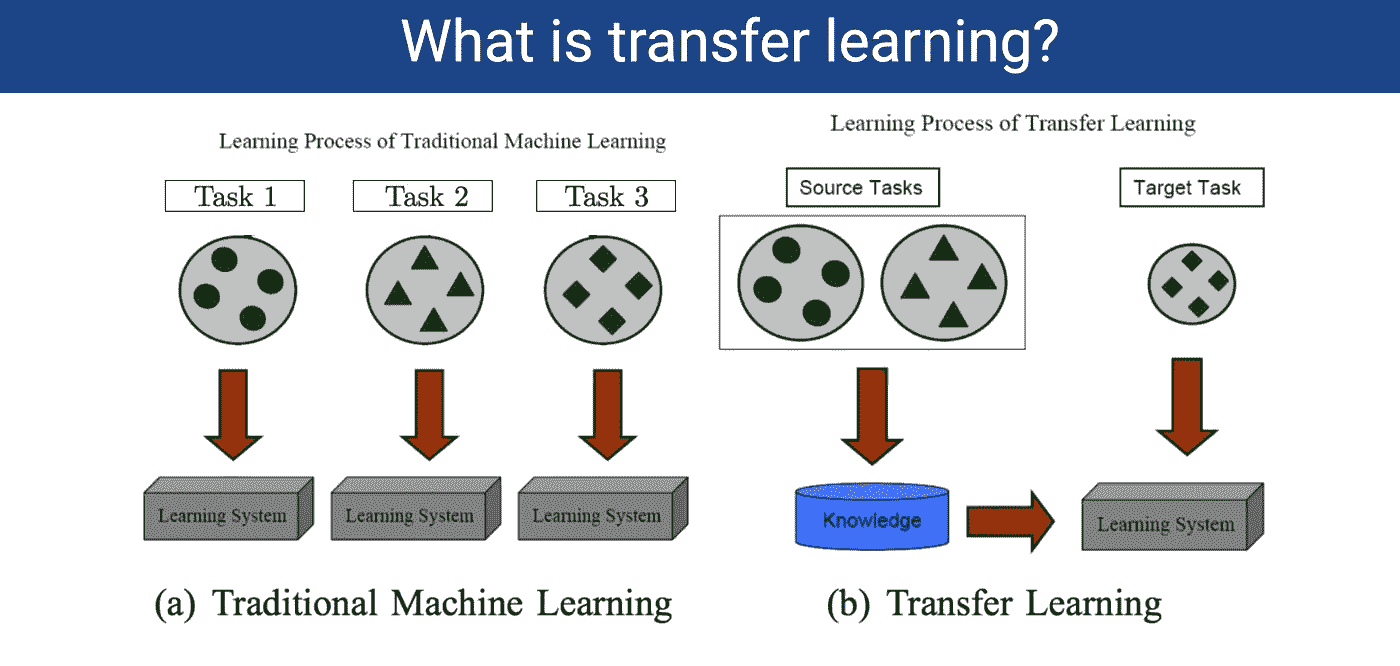 What is transfer learning?
Learning Process of Traditional Machine Learning
Task 1
Task 2
Task 3
Learning System
Learning System
Learning System
(a) Traditional Machine Learning
Learning Process of Transfer Learning
Source Tasks
Target Task
Knowledge
Learning System
(b) Transfer Learning